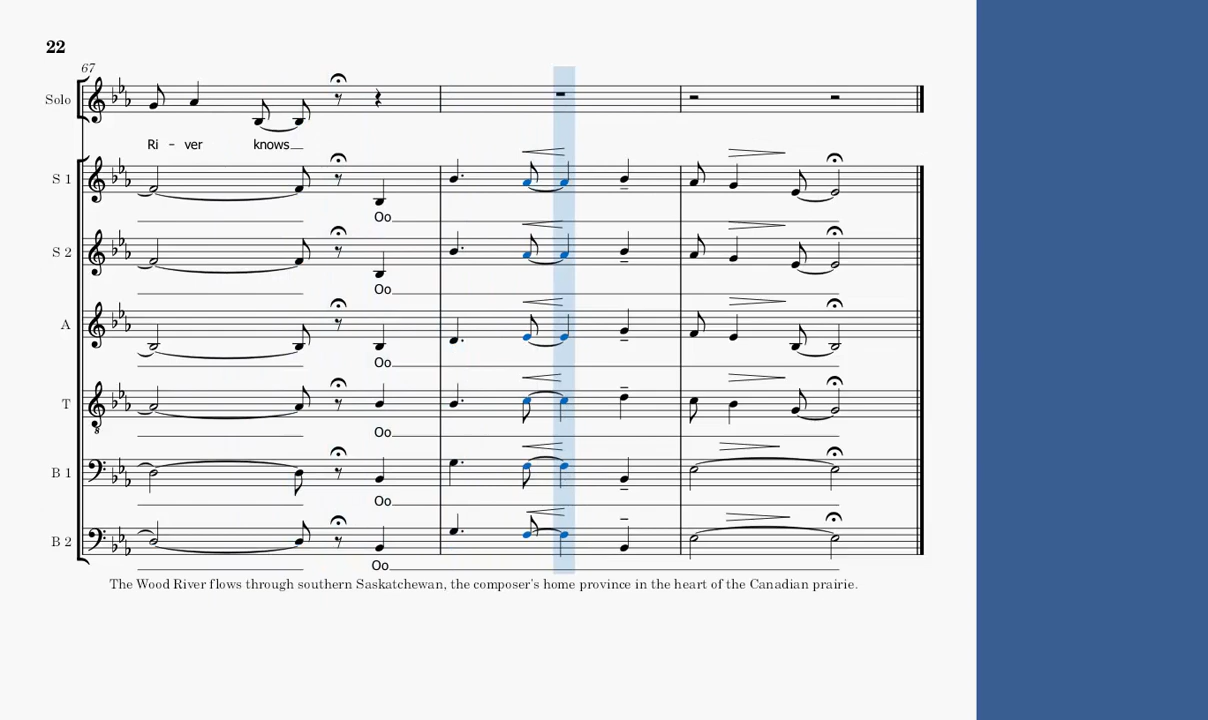 22
67
Solo
Ri - ver knows
S 1
Oo
S 2
Oo
A
Oo
T
8
Oo
B 1
Oo
B 2
Oo
The Wood River flows through southern Saskatchewan, the composer's home province in the heart of the Canadian prairie.